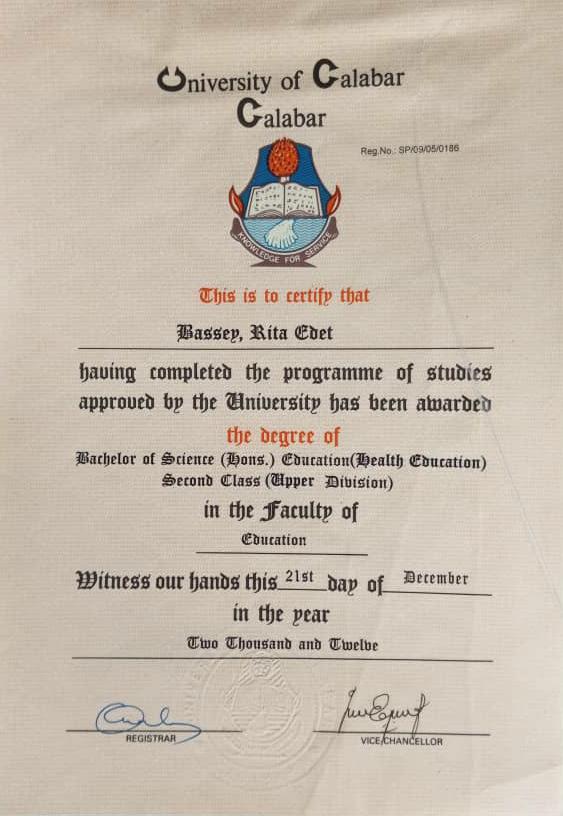 University of Calabar
Calabar
Reg.No.: SP/09/05/0186
KNOWLEDGE FOR SERVICE
This is to certify that
Bassey, Rita Edet
having completed the programme of studies
approved by the University has been awarded
the degree of
Bachelor of Science (Hons.) Education(Health Education)
Second Class (Upper Division)
in the Faculty of
Education
Witness our hands this 21st day of December
in the year
Two Thousand and Twelve
REGISTRAR
VICE/CHANCELLOR